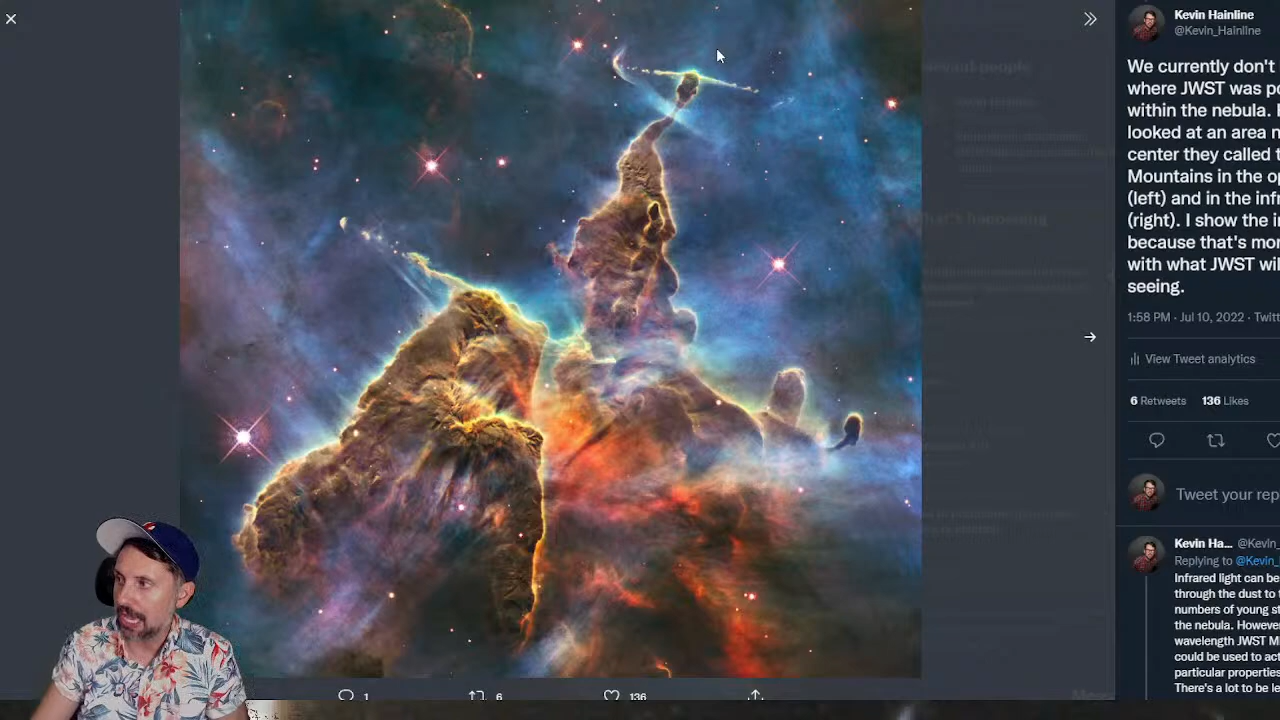 Kevin Hainline
@Kevin_Hainline
We currently don't
where JWST was po
within the nebula.
looked at an area n
center they called t
Mountains in the op
(left) and in the infr
(right). I show the i
because that's mor
with what JWST wil
seeing.
1:58 PM · Jul 10, 2022 · Twitt
View Tweet analytics
6 Retweets 136 Likes
Tweet your rep
Kevin Ha... @Kevin_
Replying to @Kevin_
Infrared light can be
through the dust to
numbers of young st
the nebula. However
wavelength JWST M
could be used to act
particular properties
There's a lot to be le
1 6 136
What's happening